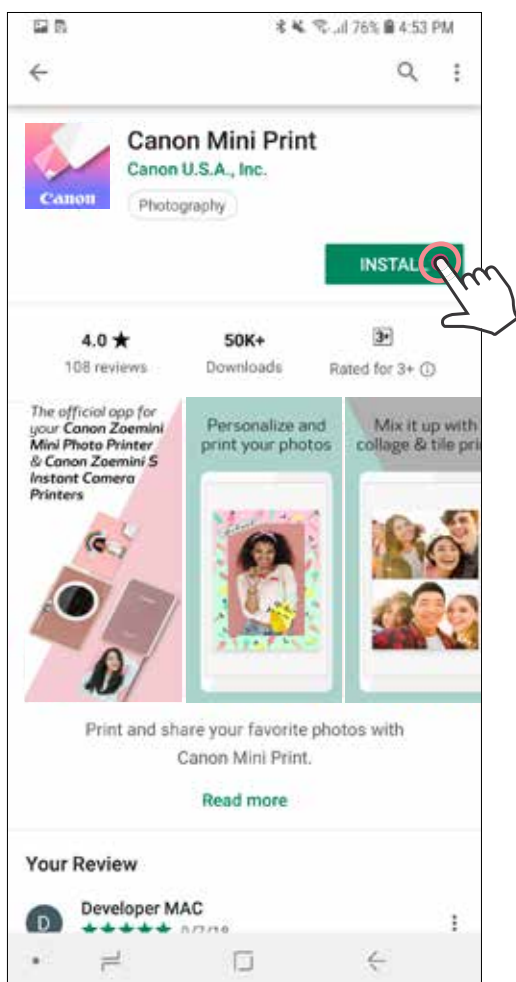 76% 4:53 PM
Canon Mini Print
Canon U.S.A., Inc.
Canon
Photography
INSTALL
4.0 ★
50K+
3+
108 reviews
Downloads
Rated for 3+
The official app for
your Canon Zoemini
Mini Photo Printer
& Canon Zoemini S
Instant Camera
Printers
Personalize and
print your photos
Mix it up with
collage & tile pri
Print and share your favorite photos with
Canon Mini Print.
Read more
Your Review
D
Developer MAC